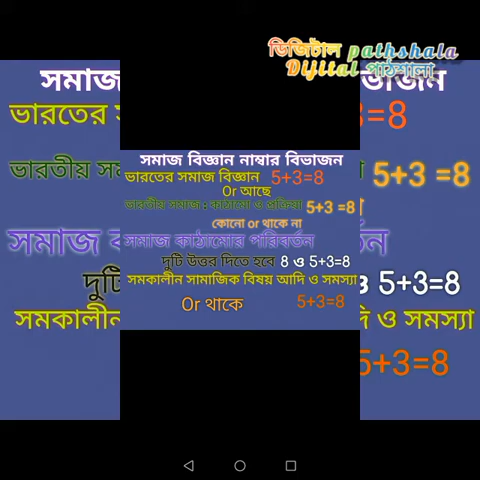 ডিজিটাল pathshala
Dijital পাঠশালা
সমাজ বিজ্ঞান নাম্বার বিভাজন
ভারতের সমাজ বিজ্ঞান 5+3=8
Or আছে
ভারতীয় সমাজ : কাঠামো ও প্রক্রিয়া 5+3 =8
কোনো or থাকে না
সমাজ কাঠামোর পরিবর্তন
দুটি উত্তর দিতে হবে 8 ও 5+3=8
সমকালীন সামাজিক বিষয় আদি ও সমস্যা
Or থাকে 5+3=8